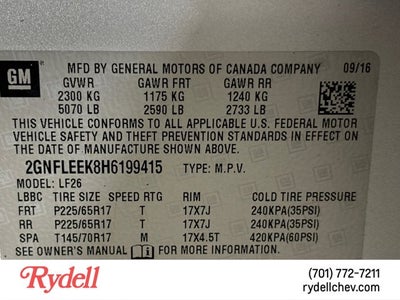 GM
MFD BY GENERAL MOTORS OF CANADA COMPANY 09/16
GVWR GAWR FRT GAWR RR
2300 KG 1175 KG 1240 KG
5070 LB 2590 LB 2733 LB
THIS VEHICLE CONFORMS TO ALL APPLICABLE U.S. FEDERAL MOTOR
VEHICLE SAFETY AND THEFT PREVENTION STANDARDS IN EFFECT ON
THE DATE OF MANUFACTURE SHOWN ABOVE.
2GNFLEEK8H6199415 TYPE: M.P.V.
MODEL: LF26
LBBC TIRE SIZE SPEED RTG RIM COLD TIRE PRESSURE
FRT P225/65R17 T 17X7J 240KPA(35PSI)
RR P225/65R17 T 17X7J 240KPA(35PSI)
SPA T145/70R17 M 17X4.5T 420KPA(60PSI)
SEE OWNER'S MANUAL FOR MORE INFORMATION.
Rydell
(701) 772-7211
rydellchev.com